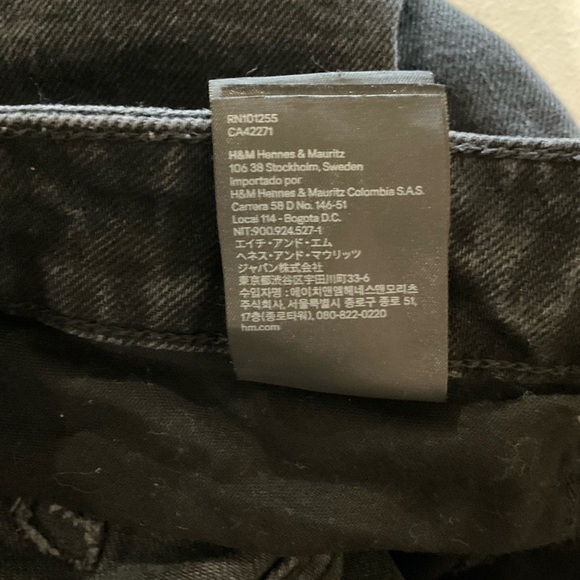 RN101255
CA42271
H&M Hennes & Mauritz
106 38 Stockholm, Sweden
Importado por
H&M Hennes & Mauritz Colombia S.A.S.
Carrera 58 D No. 146-51
Local 114 - Bogota D.C.
NIT:900.924.527-1
エイチ・アンド・エム
ヘネス・アンド・マウリッツ
ジャパン株式会社
東京都渋谷区宇田川町33-6
수입자명 : 에이치앤엠헤네스앤모리츠
주식회사, 서울특별시 종로구 종로 51,
17층(종로타워), 080-822-0220
hm.com